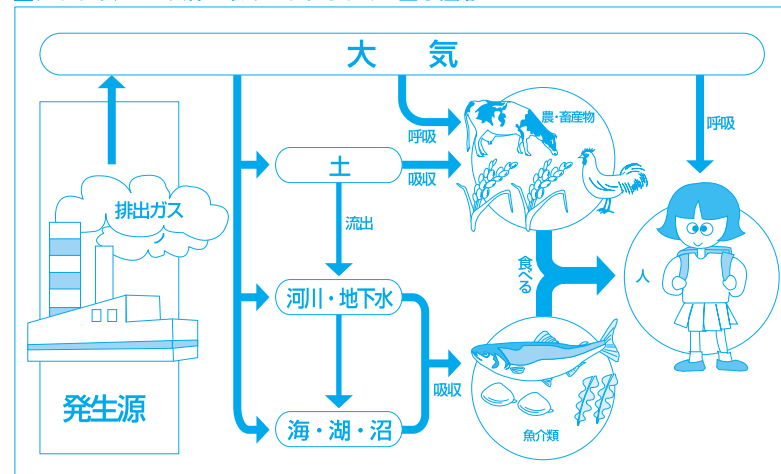 大気
呼吸
農・畜産物
呼吸
土
吸収
排出ガス
流出
食べる
人
河川・地下水
吸収
発生源
海・湖・沼
魚介類